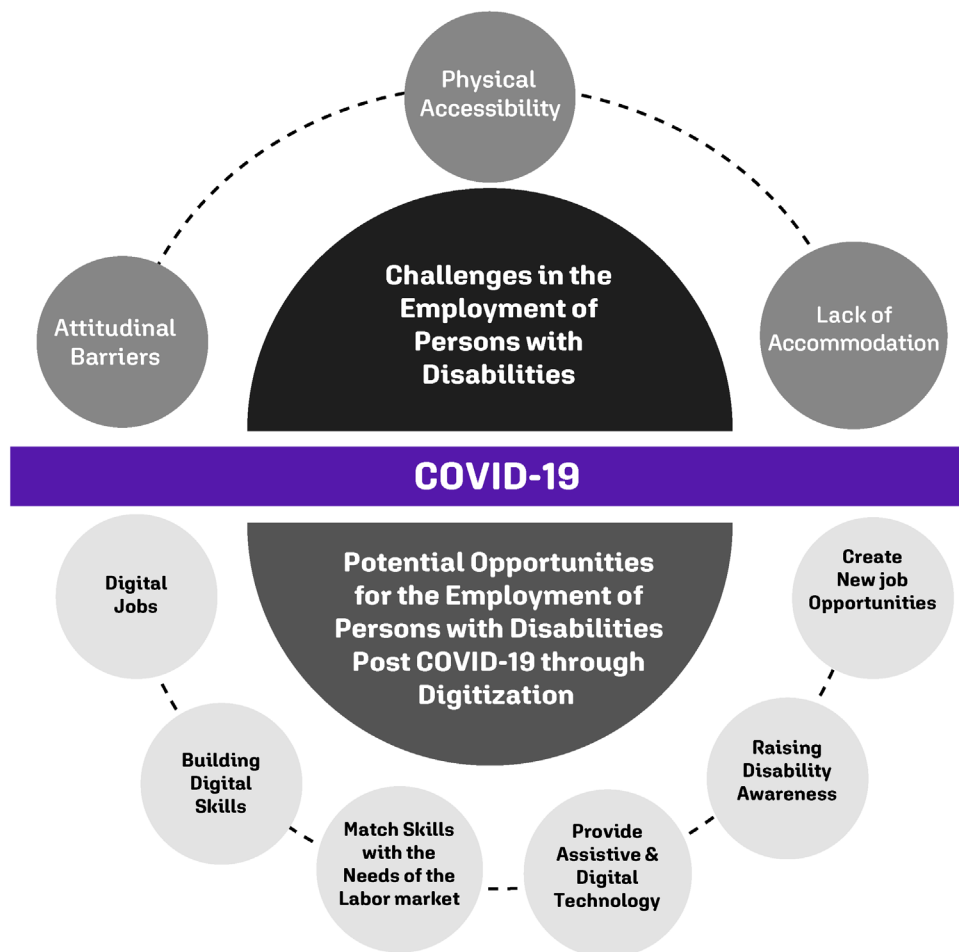 Physical
Accessibility
Challenges in the
Employment of
Persons with
Disabilities
Attitudinal
Barriers
Lack of
Accommodation
COVID-19
Potential Opportunities
for the Employment of
Persons with Disabilities
Post COVID-19 through
Digitization
Digital
Jobs
Building
Digital
Skills
Match Skills
with the
Needs of the
Labor market
Provide
Assistive &
Digital
Technology
Raising
Disability
Awareness
Create
New job
Opportunities